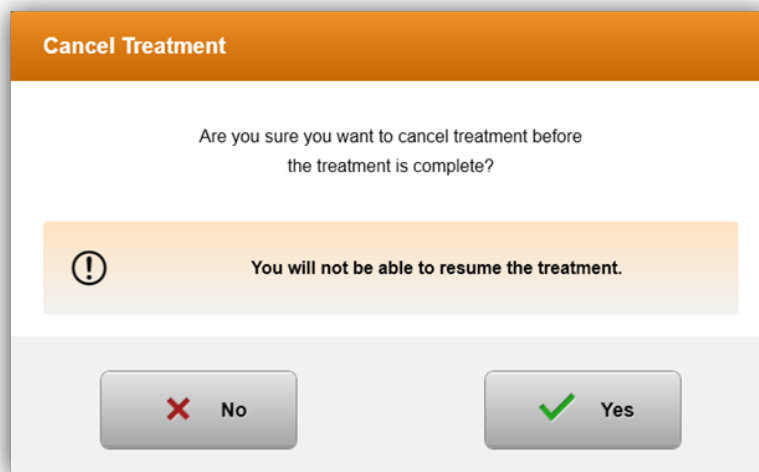 Cancel Treatment
Are you sure you want to cancel treatment before
the treatment is complete?
You will not be able to resume the treatment.
No
Yes